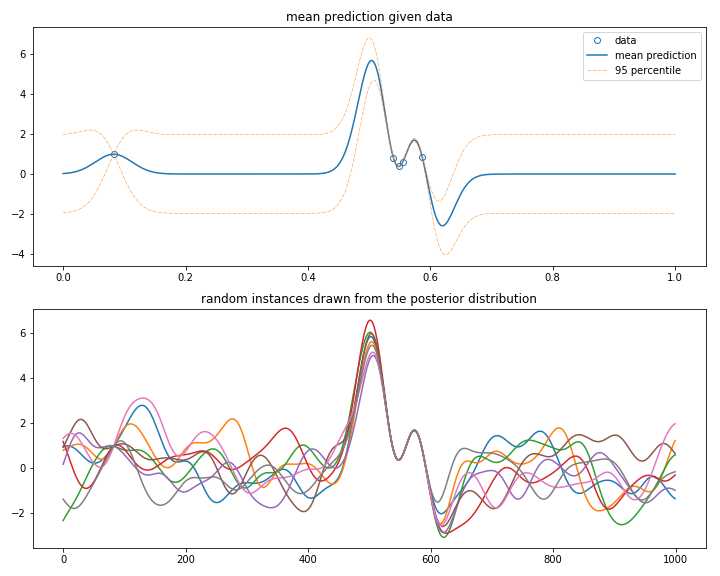 mean prediction given data
6
4
2
0
−2
−4
data
mean prediction
95 percentile
0.0 0.2 0.4 0.6 0.8 1.0
random instances drawn from the posterior distribution
6
4
2
0
−2
0 200 400 600 800 1000